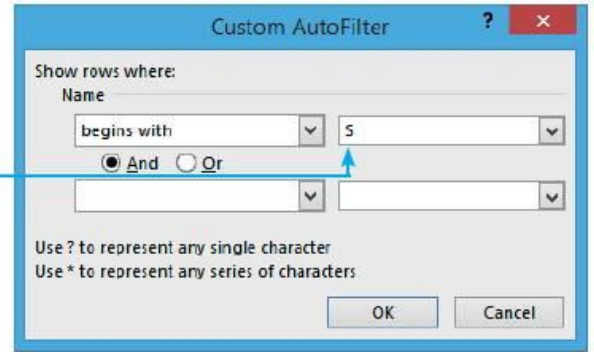 Custom AutoFilter ? ×
Show rows where:
Name
begins with S
And Or
Use ? to represent any single character
Use * to represent any series of characters
OK Cancel